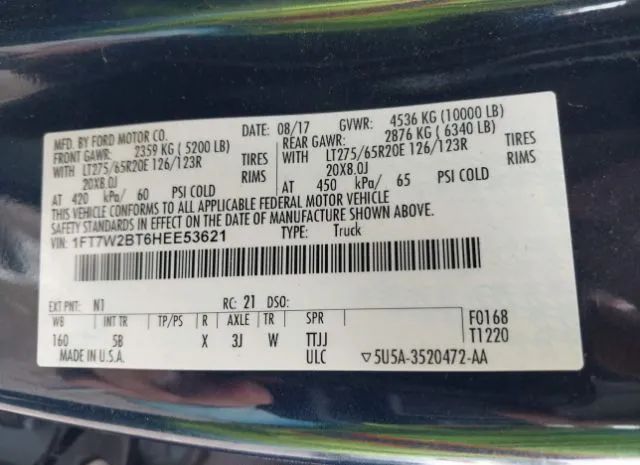 MFD. BY FORD MOTOR CO. DATE: 08/17 GVWR: 4536 KG (10000 LB)
FRONT GAWR: 2359 KG ( 5200 LB) REAR GAWR: 2876 KG ( 6340 LB)
WITH LT275/65R20E 126/123R TIRES WITH LT275/65R20E 126/123R TIRES
20X8.0J RIMS 20X8.0J RIMS
AT 420 kPa/ 60 PSI COLD AT 450 kPa/ 65 PSI COLD
THIS VEHICLE CONFORMS TO ALL APPLICABLE FEDERAL MOTOR VEHICLE
SAFETY STANDARDS IN EFFECT ON THE DATE OF MANUFACTURE SHOWN ABOVE.
VIN: 1FT7W2BT6HEE53621 TYPE: Truck
EXT PNT: N1 RC: 21 DSO:
WB INT TR TP/PS R AXLE TR SPR F0168
160 5B X 3J W TTJJ T1220
MADE IN U.S.A. ULC ▽5U5A-3520472-AA